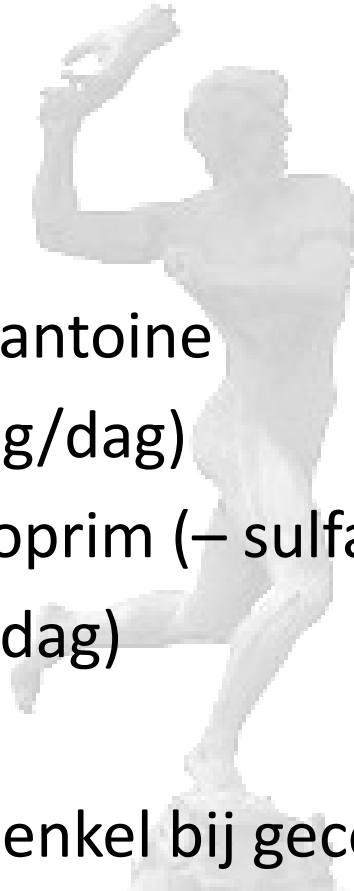 antoine
g/dag)
oprim (– sulfa
dag)
enkel bij gec